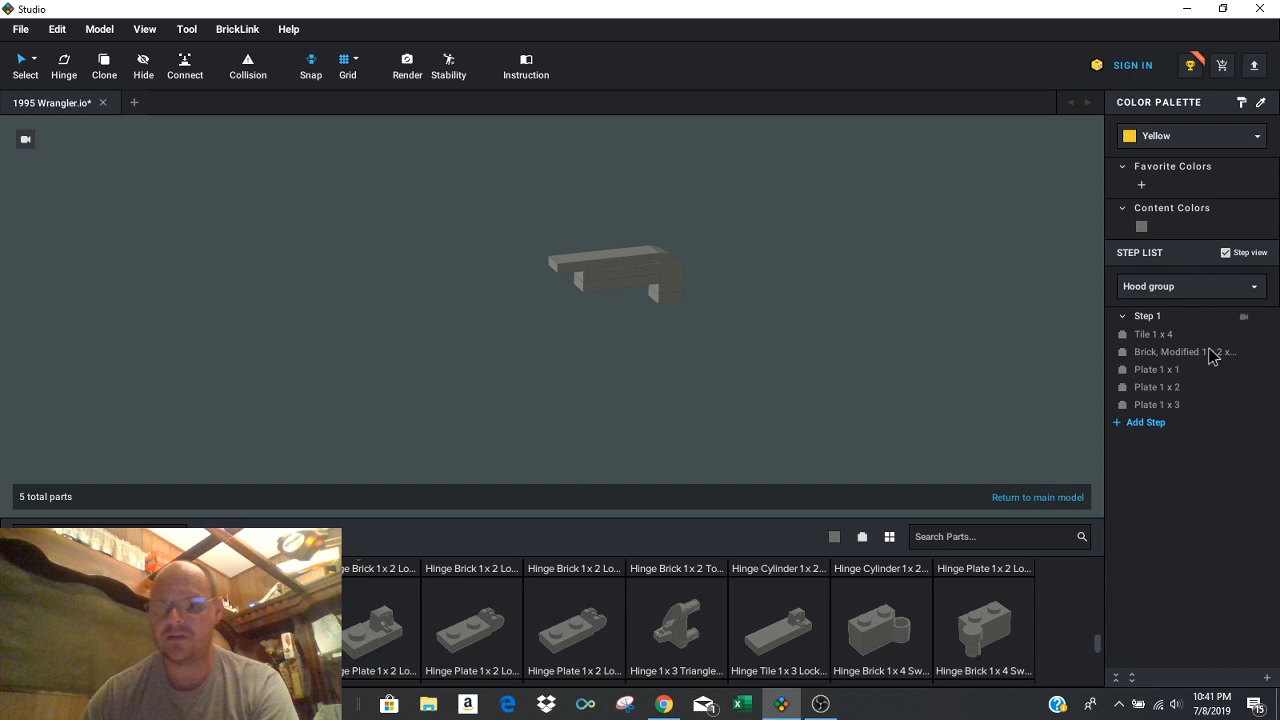 Studio
File Edit Model View Tool BrickLink Help
Select Hinge Clone Hide Connect Collision Snap Grid Render Stability Instruction SIGN IN
1995 Wrangler.io* COLOR PALETTE
Yellow
Favorite Colors
Content Colors
STEP LIST Step view
Hood group
Step 1
Tile 1 x 4
Brick, Modified 1 x...
Plate 1 x 1
Plate 1 x 2
Plate 1 x 3
+ Add Step
5 total parts Return to main model
Search Parts...
ge Brick 1 x 2 Lo... Hinge Brick 1 x 2 Lo... Hinge Brick 1 x 2 Lo... Hinge Brick 1 x 2 To... Hinge Cylinder 1 x 2... Hinge Cylinder 1 x 2... Hinge Plate 1 x 2 Lo...
ge Plate 1 x 2 Lo... Hinge Plate 1 x 2 Lo... Hinge Plate 1 x 2 Lo... Hinge 1 x 3 Triangle... Hinge Tile 1 x 3 Lock... Hinge Brick 1 x 4 Sw... Hinge Brick 1 x 4 Sw...
10:41 PM
7/8/2019
15